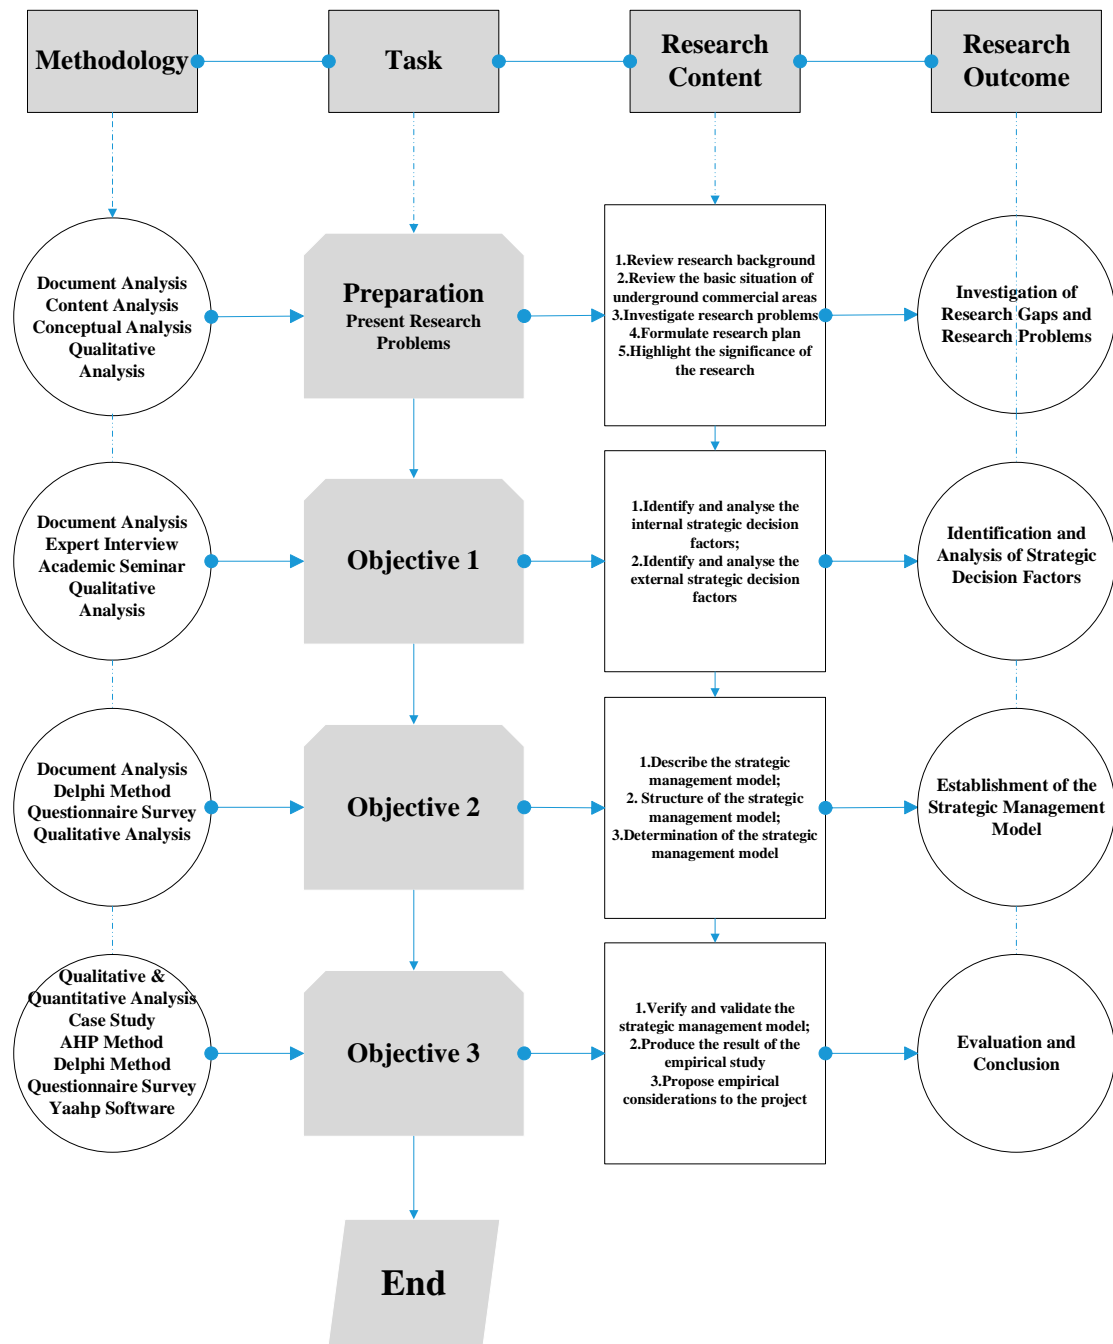 Methodology
Task
Research
Content
Research
Outcome
Document Analysis
Content Analysis
Conceptual Analysis
Qualitative
Analysis
Preparation
Present Research
Problems
1.Review research background
2.Review the basic situation of
underground commercial areas
3.Investigate research problems
4.Formulate research plan
5.Highlight the significance of
the research
Investigation of
Research Gaps and
Research Problems
Document Analysis
Expert Interview
Academic Seminar
Qualitative
Analysis
Objective 1
1.Identify and analyse the
internal strategic decision
factors;
2.Identify and analyse the
external strategic decision
factors
Identification and
Analysis of Strategic
Decision Factors
Document Analysis
Delphi Method
Questionnaire Survey
Qualitative Analysis
Objective 2
1.Describe the strategic
management model;
2. Structure of the strategic
management model;
3.Determination of the strategic
management model
Establishment of the
Strategic Management
Model
Qualitative &
Quantitative Analysis
Case Study
AHP Method
Delphi Method
Questionnaire Survey
Yaahp Software
Objective 3
1.Verify and validate the
strategic management model;
2.Produce the result of the
empirical study
3.Propose empirical
considerations to the project
Evaluation and
Conclusion
End